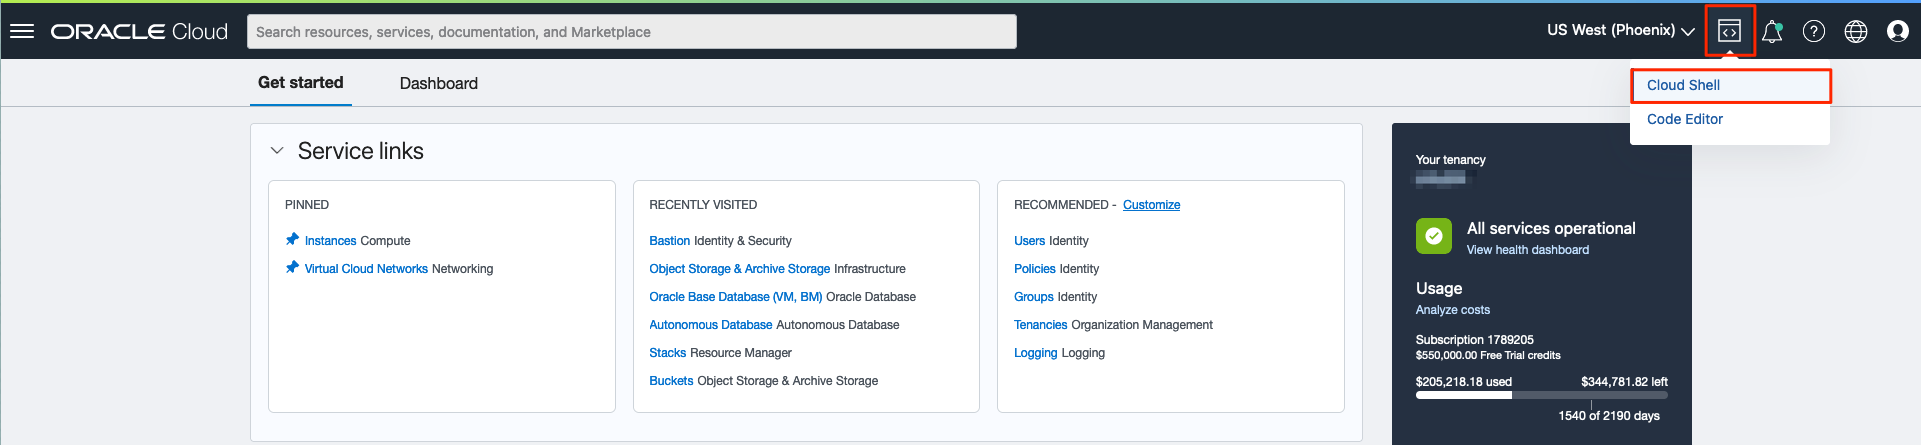 ORACLE Cloud
Search resources, services, documentation, and Marketplace
US West (Phoenix)
Cloud Shell
Code Editor
Get started
Dashboard
Service links
PINNED
Instances Compute
Virtual Cloud Networks Networking
RECENTLY VISITED
Bastion Identity & Security
Object Storage & Archive Storage Infrastructure
Oracle Base Database (VM, BM) Oracle Database
Autonomous Database Autonomous Database
Stacks Resource Manager
Buckets Object Storage & Archive Storage
RECOMMENDED - Customize
Users Identity
Policies Identity
Groups Identity
Tenancies Organization Management
Logging Logging
Your tenancy
All services operational
View health dashboard
Usage
Analyze costs
Subscription 1789205
$550,000.00 Free Trial credits
$205,218.18 used $344,781.82 left
1540 of 2190 days